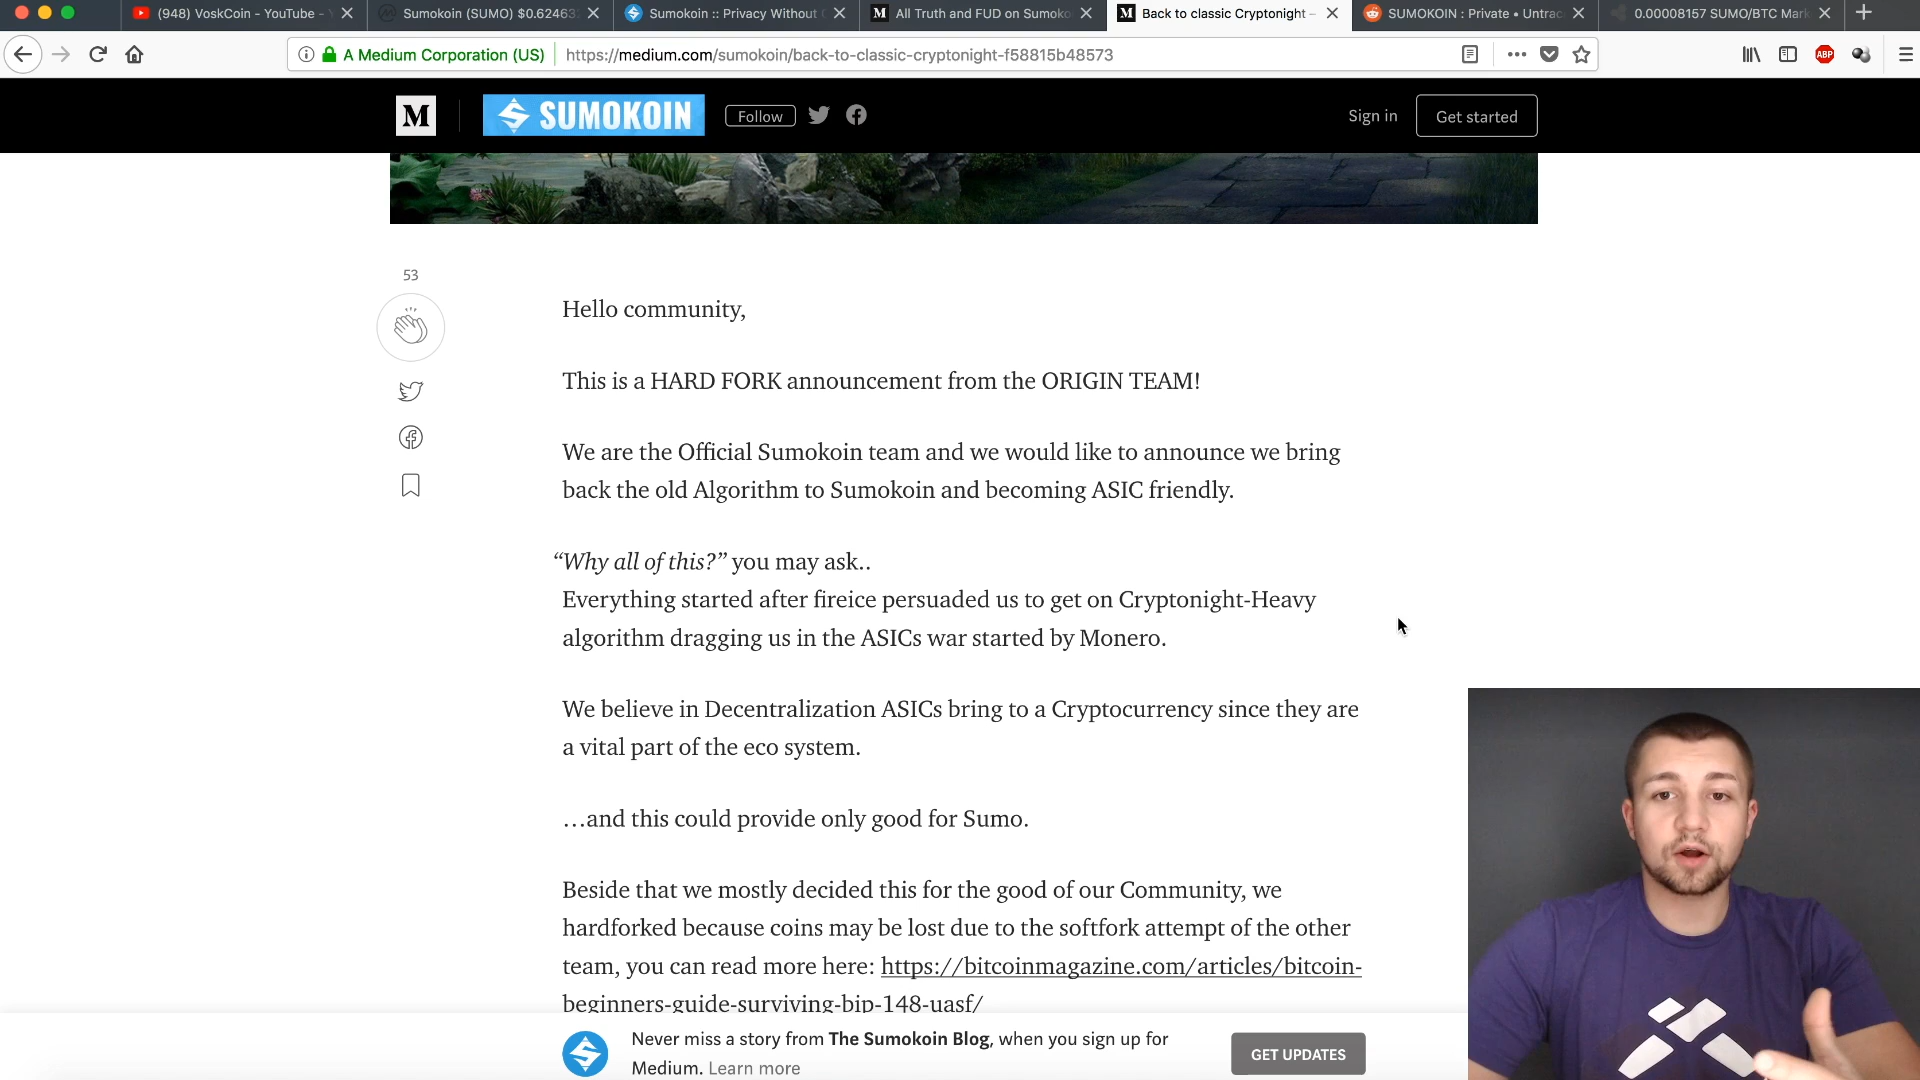 (948) VoskCoin - YouTube -
Sumokoin (SUMO) $0.6246
Sumokoin :: Privacy Without
All Truth and FUD on Sumoko
Back to classic Cryptonight –
SUMOKOIN : Private • Untrac
0.00008157 SUMO/BTC Mar
A Medium Corporation (US)
https://medium.com/sumokoin/back-to-classic-cryptonight-f58815b48573
ABP
M
SUMOKOIN
Follow
Sign in
Get started
53
Hello community,
This is a HARD FORK announcement from the ORIGIN TEAM!
We are the Official Sumokoin team and we would like to announce we bring
back the old Algorithm to Sumokoin and becoming ASIC friendly.
“Why all of this?” you may ask..
Everything started after fireice persuaded us to get on Cryptonight-Heavy
algorithm dragging us in the ASICs war started by Monero.
We believe in Decentralization ASICs bring to a Cryptocurrency since they are
a vital part of the eco system.
…and this could provide only good for Sumo.
Beside that we mostly decided this for the good of our Community, we
hardforked because coins may be lost due to the softfork attempt of the other
team, you can read more here: https://bitcoinmagazine.com/articles/bitcoin-
beginners-guide-surviving-bip-148-uasf/
Never miss a story from The Sumokoin Blog, when you sign up for
Medium. Learn more
GET UPDATES